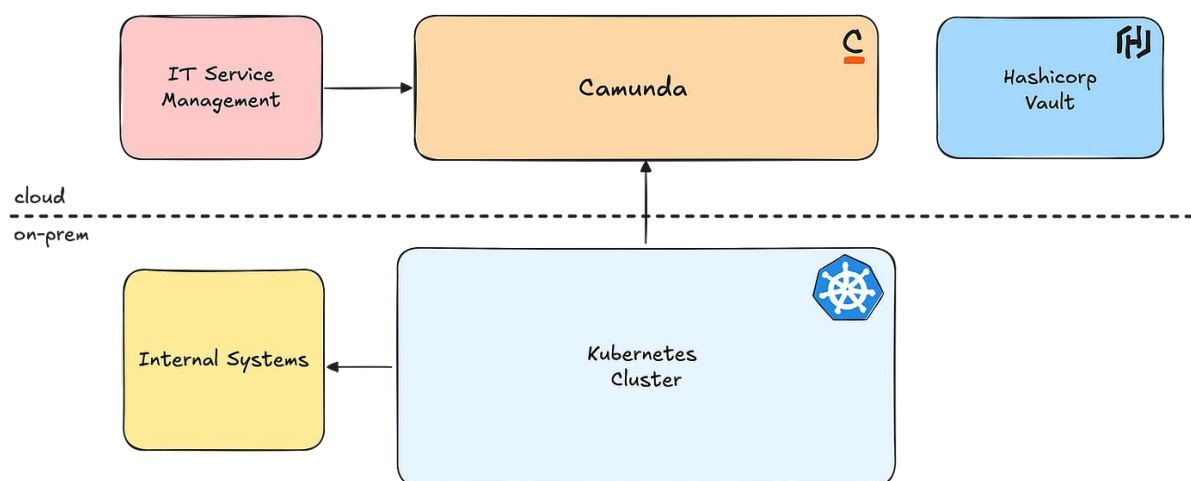 IT Service
Management
Camunda
C
Hashicorp
Vault
cloud
on-prem
Internal Systems
Kubernetes
Cluster